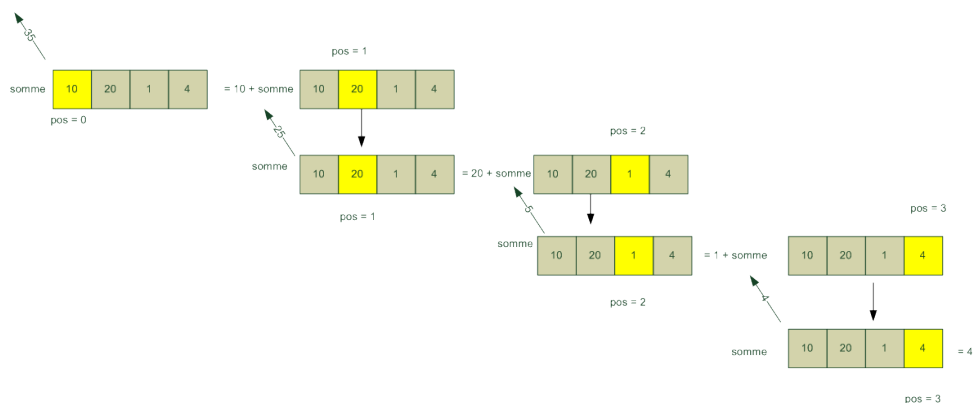 35
pos = 1
somme 10 20 1 4 = 10 + somme 10 20 1 4
pos = 0
25
pos = 2
somme 10 20 1 4 = 20 + somme 10 20 1 4
pos = 1
5
pos = 3
somme 10 20 1 4 = 1 + somme 10 20 1 4
pos = 2
4
somme 10 20 1 4 = 4
pos = 3